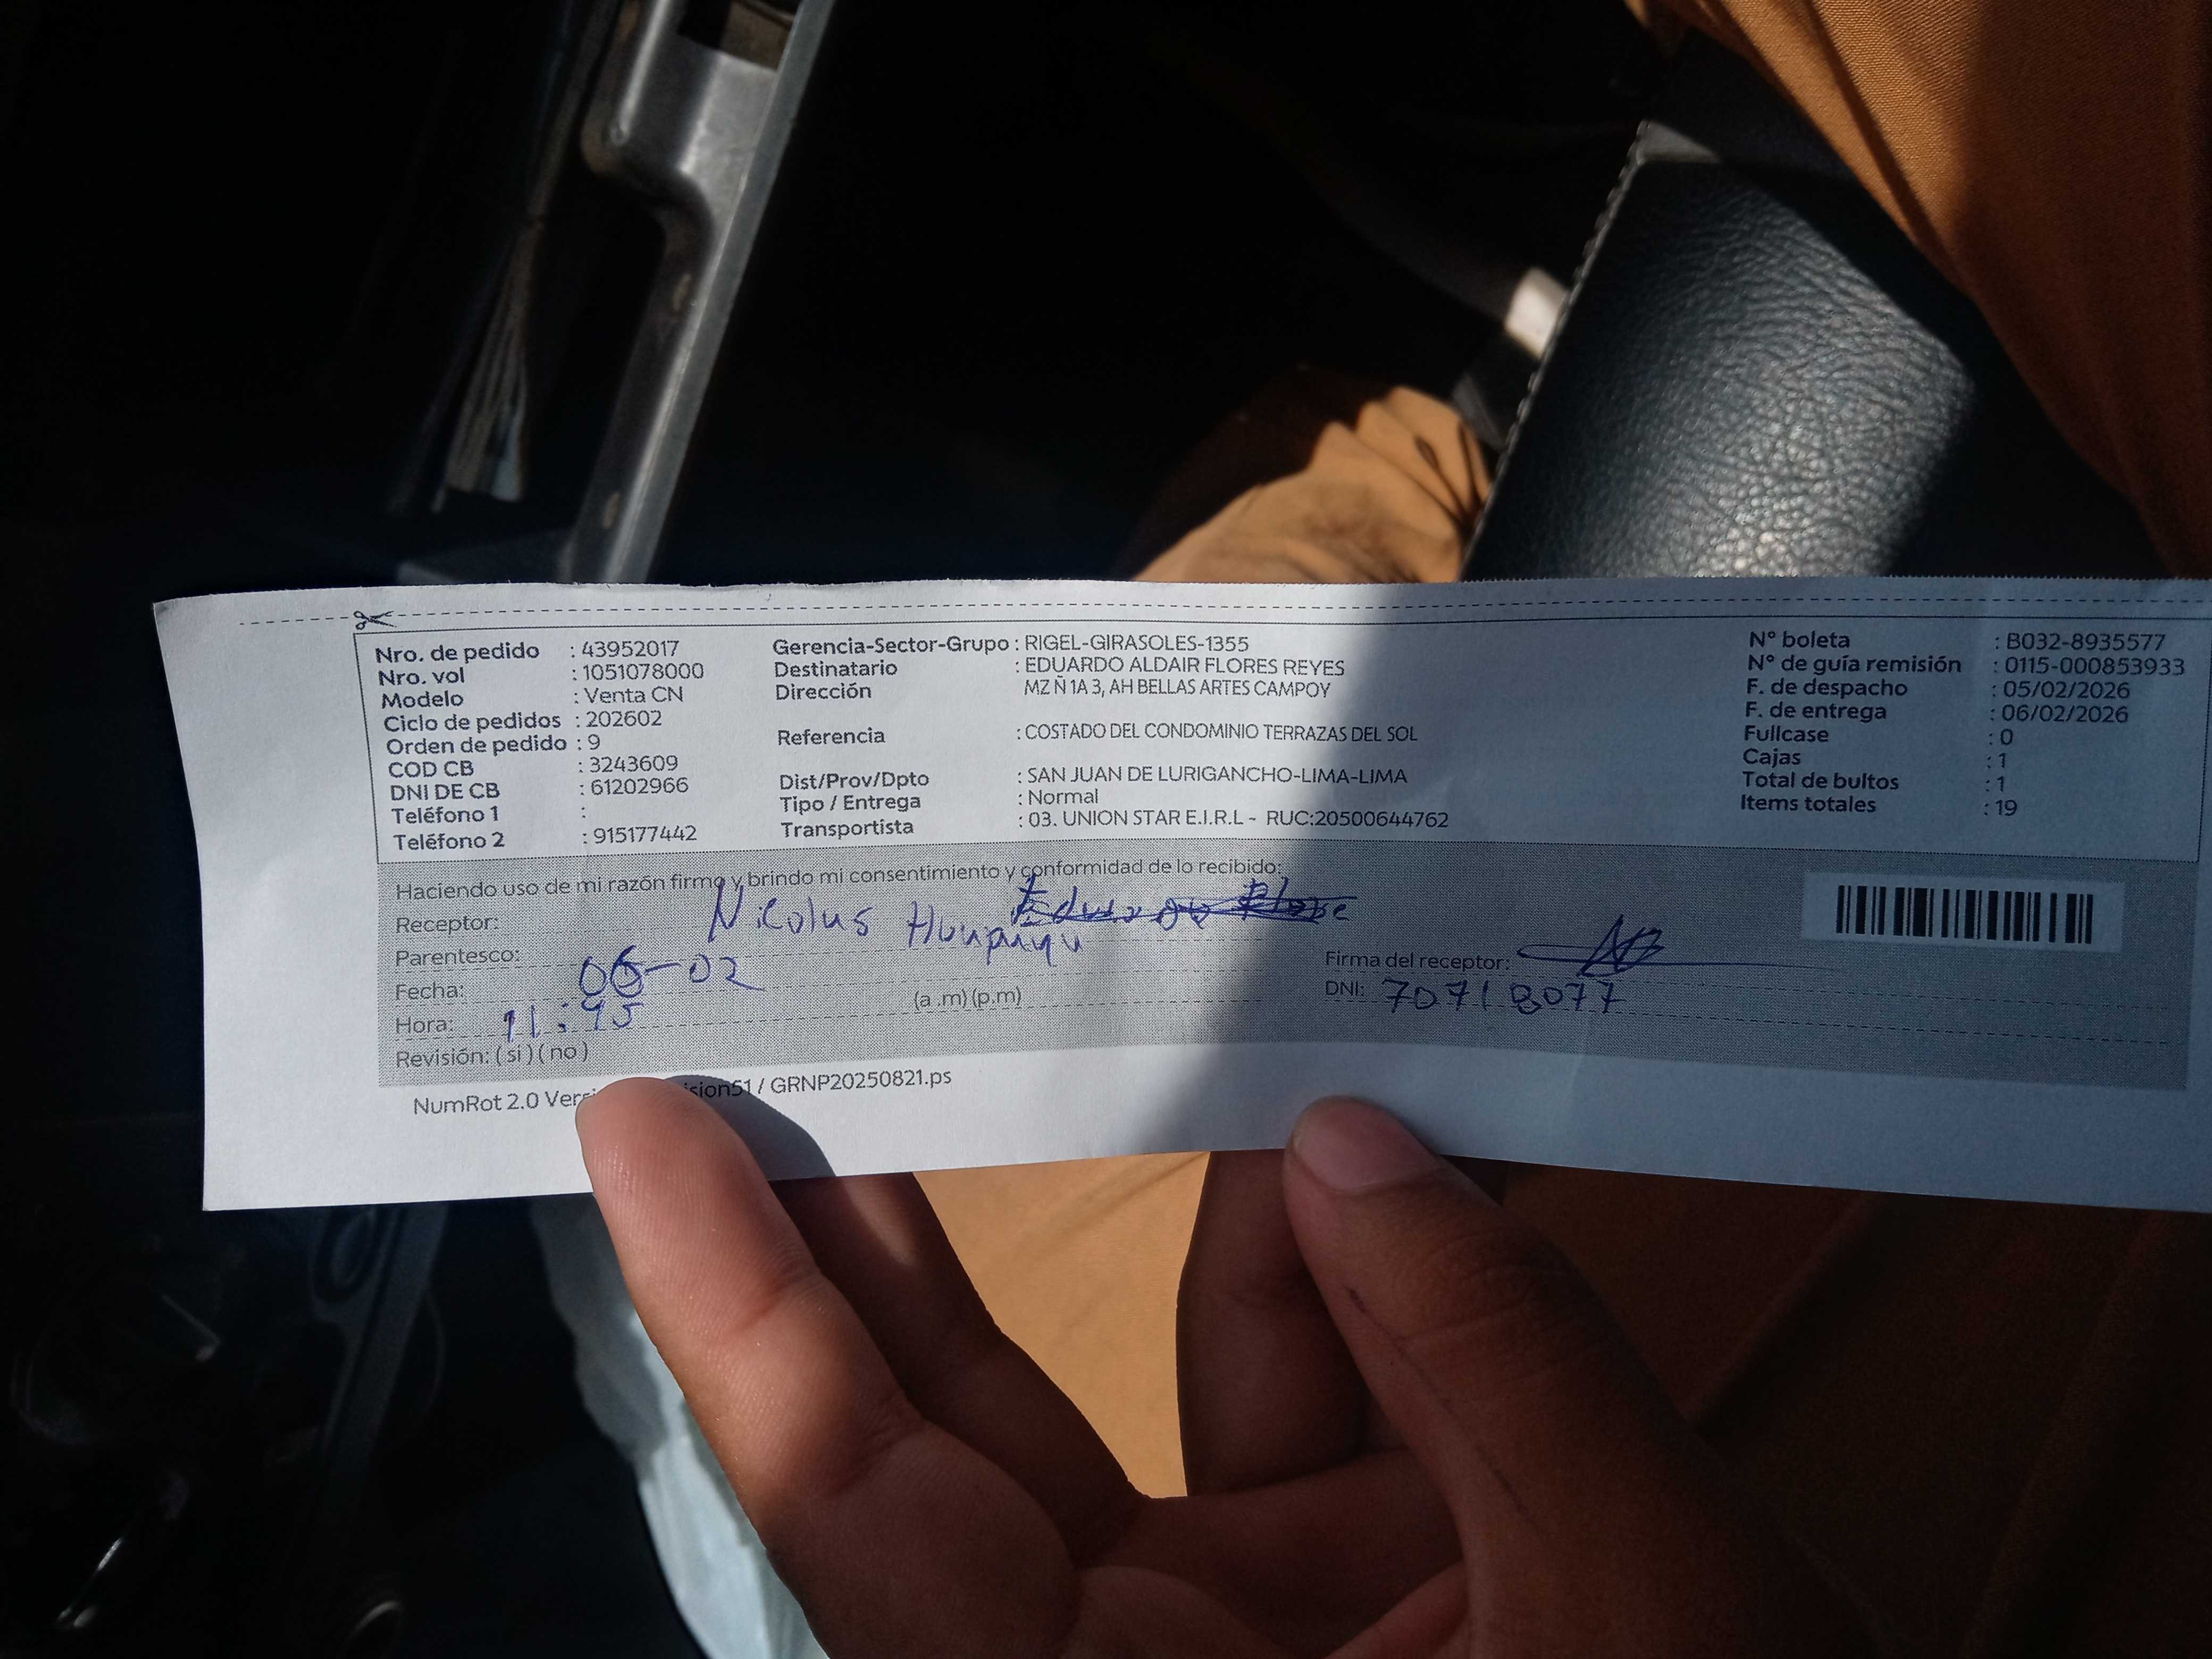 Nro. de pedido : 43952017
Nro. vol : 1051078000
Modelo : Venta CN
Ciclo de pedidos : 202602
Orden de pedido : 9
COD CB : 3243609
DNI DE CB : 61202966
Teléfono 1 :
Teléfono 2 : 915177442
Gerencia-Sector-Grupo : RIGEL-GIRASOLES-1355
Destinatario : EDUARDO ALDAIR FLORES REYES
Dirección MZ Ñ 1A 3, AH BELLAS ARTES CAMPOY
Referencia : COSTADO DEL CONDOMINIO TERRAZAS DEL SOL
Dist/Prov/Dpto : SAN JUAN DE LURIGANCHO-LIMA-LIMA
Tipo / Entrega : Normal
Transportista : 03. UNION STAR E.I.R.L - RUC:20500644762
N° boleta : B032-8935577
N° de guía remisión : 0115-000853933
F. de despacho : 05/02/2026
F. de entrega : 06/02/2026
Fullcase : 0
Cajas : 1
Total de bultos : 1
Items totales : 19
Haciendo uso de mi razón firmo y brindo mi consentimiento y conformidad de lo recibido:
Receptor: Nicolus
Parentesco:
Fecha: 06-02
Hora: 11:45 (a.m) (p.m)
Revisión: (si) (no)
Firma del receptor:
DNI: 70718077
NumRot 2.0 / GRNP20250821.ps